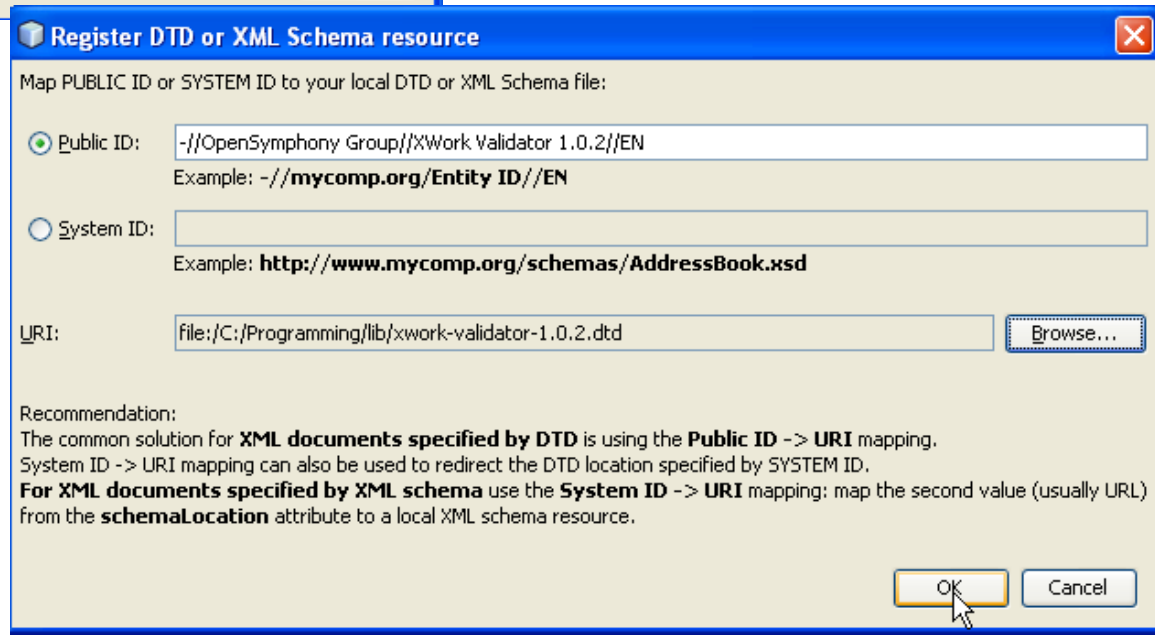 Register DTD or XML Schema resource
Map PUBLIC ID or SYSTEM ID to your local DTD or XML Schema file:
Public ID: -//OpenSymphony Group//XWork Validator 1.0.2//EN
Example: -//mycomp.org/Entity ID//EN
System ID:
Example: http://www.mycomp.org/schemas/AddressBook.xsd
URI: file:/C:/Programming/lib/xwork-validator-1.0.2.dtd Browse...
Recommendation:
The common solution for XML documents specified by DTD is using the Public ID -> URI mapping.
System ID -> URI mapping can also be used to redirect the DTD location specified by SYSTEM ID.
For XML documents specified by XML schema use the System ID -> URI mapping: map the second value (usually URL)
from the schemaLocation attribute to a local XML schema resource.
OK Cancel